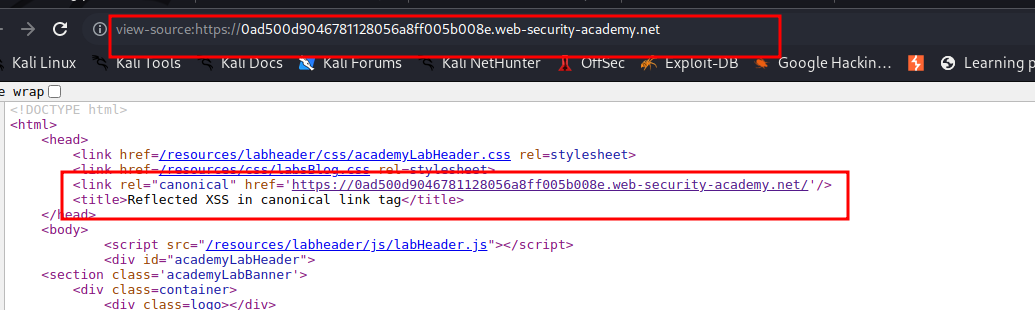 view-source:https://0ad500d9046781128056a8ff005b008e.web-security-academy.net
Kali Linux Kali Tools Kali Docs Kali Forums Kali NetHunter OffSec Exploit-DB Google Hackin... Learning p
e wrap
<!DOCTYPE html>
<html>
<head>
<link href=/resources/labheader/css/academyLabHeader.css rel=stylesheet>
<link href=/resources/css/labsBlog.css rel=stylesheet>
<link rel="canonical" href='https://0ad500d9046781128056a8ff005b008e.web-security-academy.net/'/>
<title>Reflected XSS in canonical link tag</title>
</head>
<body>
<script src="/resources/labheader/js/labHeader.js"></script>
<div id="academyLabHeader">
<section class='academyLabBanner'>
<div class=container>
<div class=logo></div>